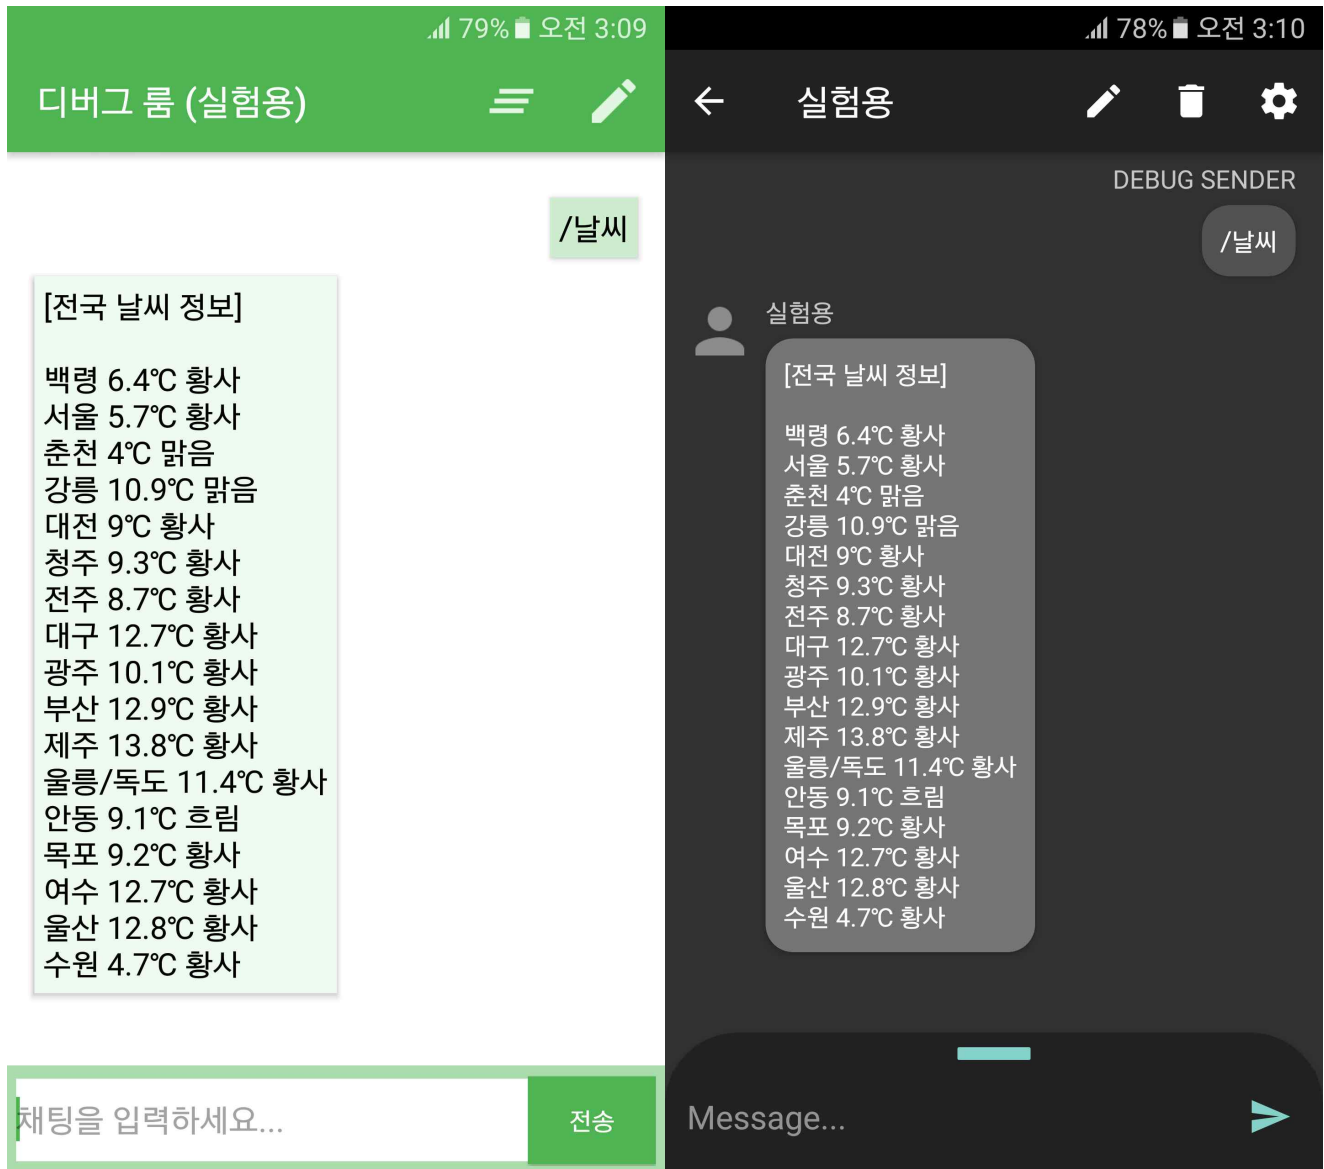 79% 오전 3:09
디버그 룸 (실험용)
/날씨
[전국 날씨 정보]
백령 6.4℃ 황사
서울 5.7℃ 황사
춘천 4℃ 맑음
강릉 10.9℃ 맑음
대전 9℃ 황사
청주 9.3℃ 황사
전주 8.7℃ 황사
대구 12.7℃ 황사
광주 10.1℃ 황사
부산 12.9℃ 황사
제주 13.8℃ 황사
울릉/독도 11.4℃ 황사
안동 9.1℃ 흐림
목포 9.2℃ 황사
여수 12.7℃ 황사
울산 12.8℃ 황사
수원 4.7℃ 황사
채팅을 입력하세요...
전송
78% 오전 3:10
실험용
DEBUG SENDER
/날씨
실험용
[전국 날씨 정보]
백령 6.4℃ 황사
서울 5.7℃ 황사
춘천 4℃ 맑음
강릉 10.9℃ 맑음
대전 9℃ 황사
청주 9.3℃ 황사
전주 8.7℃ 황사
대구 12.7℃ 황사
광주 10.1℃ 황사
부산 12.9℃ 황사
제주 13.8℃ 황사
울릉/독도 11.4℃ 황사
안동 9.1℃ 흐림
목포 9.2℃ 황사
여수 12.7℃ 황사
울산 12.8℃ 황사
수원 4.7℃ 황사
Message...